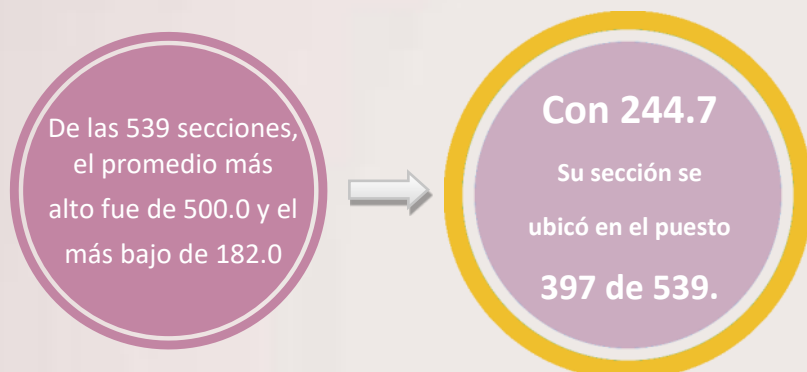 De las 539 secciones,
el promedio más
alto fue de 500.0 y el
más bajo de 182.0
Con 244.7
Su sección se
ubicó en el puesto
397 de 539.